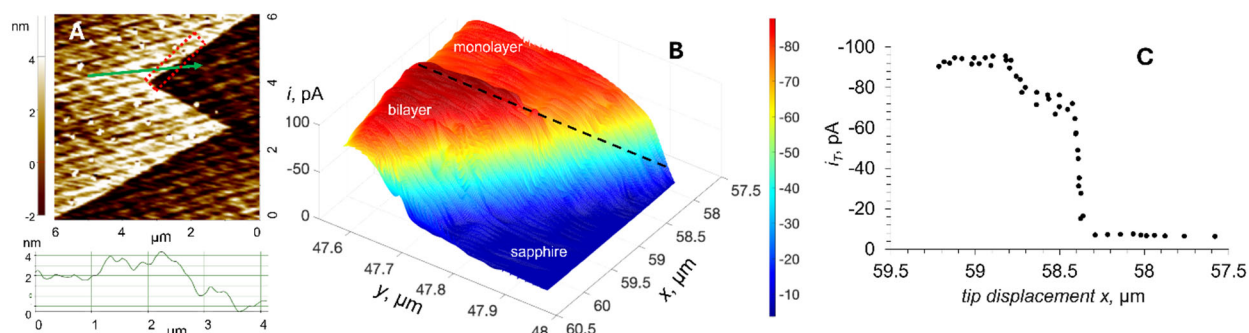 nm
A
4
2
0
-2
6
4
2
0
6 4 2 0
µm
nm
4
2
0
0 1 2 3 4
µm
B
monolayer
bilayer
sapphire
i, pA
100
-50
0
47.6
47.7
47.8
47.9
48
y, µm
57.5
58
58.5
59
59.5
60
60.5
x, µm
-80
-70
-60
-50
-40
-30
-20
-10
C
-100
-80
-60
-40
-20
0
iT, pA
59.5 59 58.5 58 57.5
tip displacement x, µm